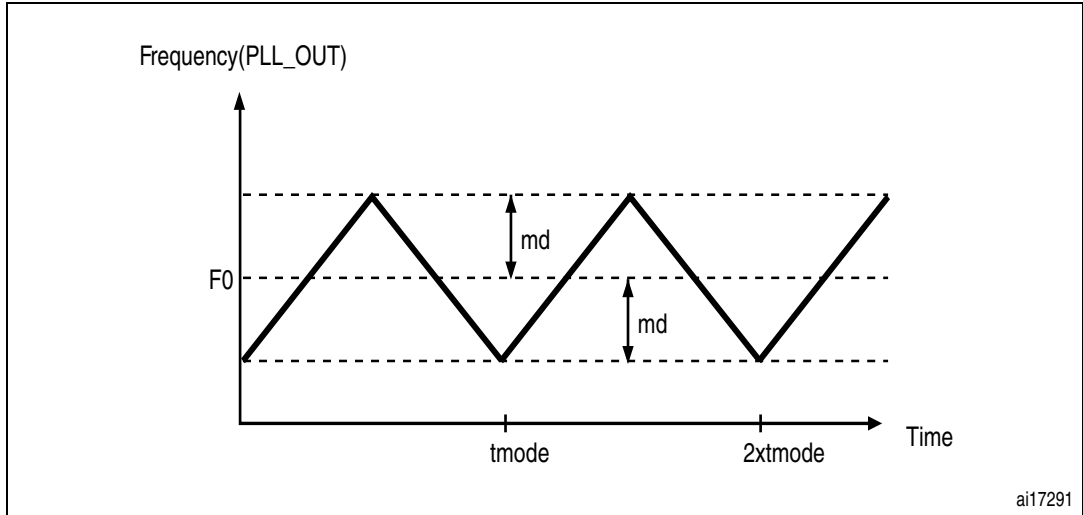 Frequency(PLL_OUT)
md
F0
md
tmode
2xtmode
Time
ai17291